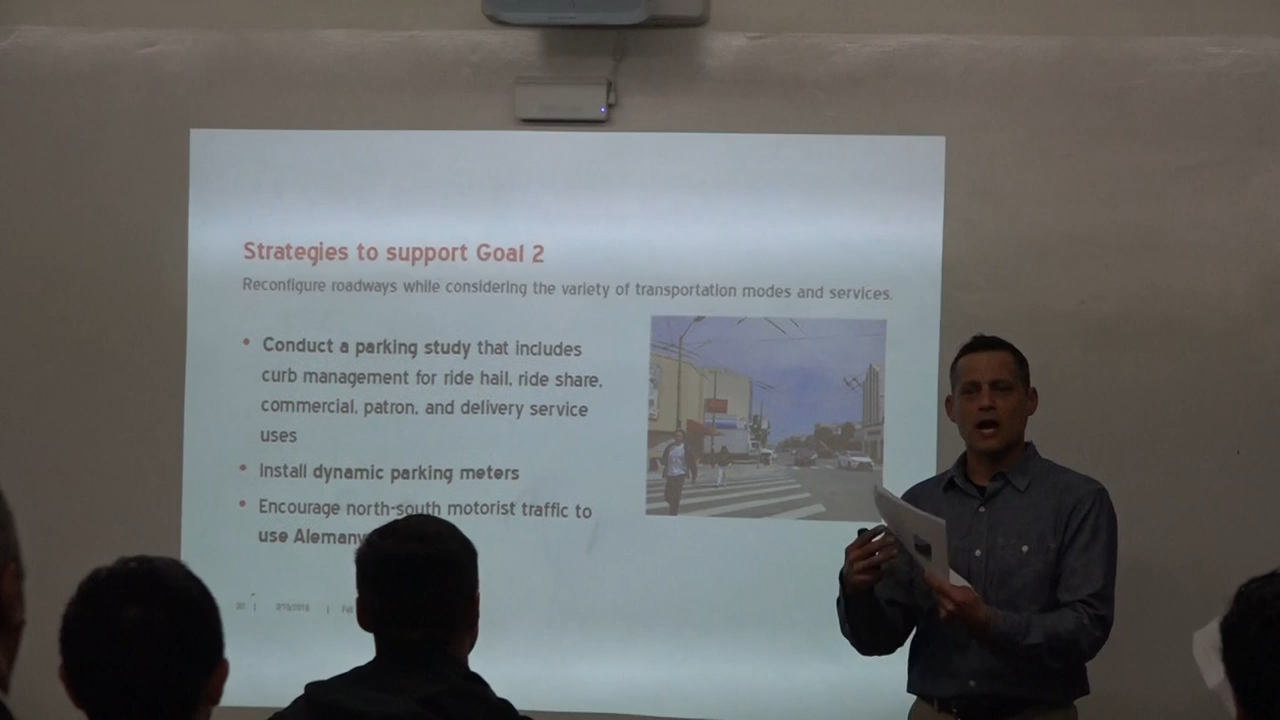 Strategies to support Goal 2
Reconfigure roadways while considering the variety of transportation modes and services.
• Conduct a parking study that includes
curb management for ride hail, ride share,
commercial, patron, and delivery service
uses
• Install dynamic parking meters
• Encourage north-south motorist traffic to
use Alemany